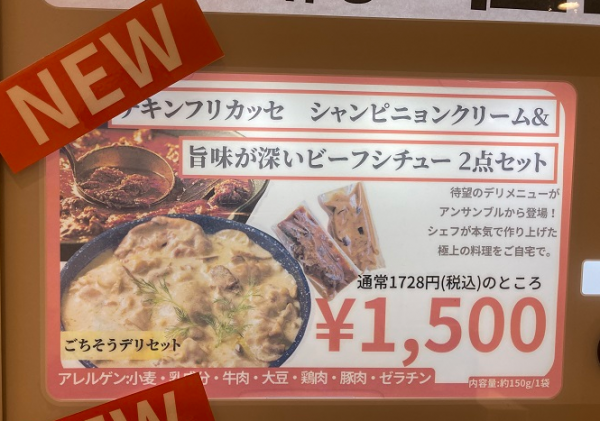 NEW
チキンフリカッセ シャンピニョンクリーム&
旨味が深いビーフシチュー 2点セット
待望のデリメニューが
アンサンブルから登場！
シェフが本気で作り上げた
極上の料理をご自宅で。
通常1728円(税込)のところ
¥1,500
ごちそうデリセット
アレルゲン:小麦・乳成分・牛肉・大豆・鶏肉・豚肉・ゼラチン
内容量:約150g/1袋
NEW